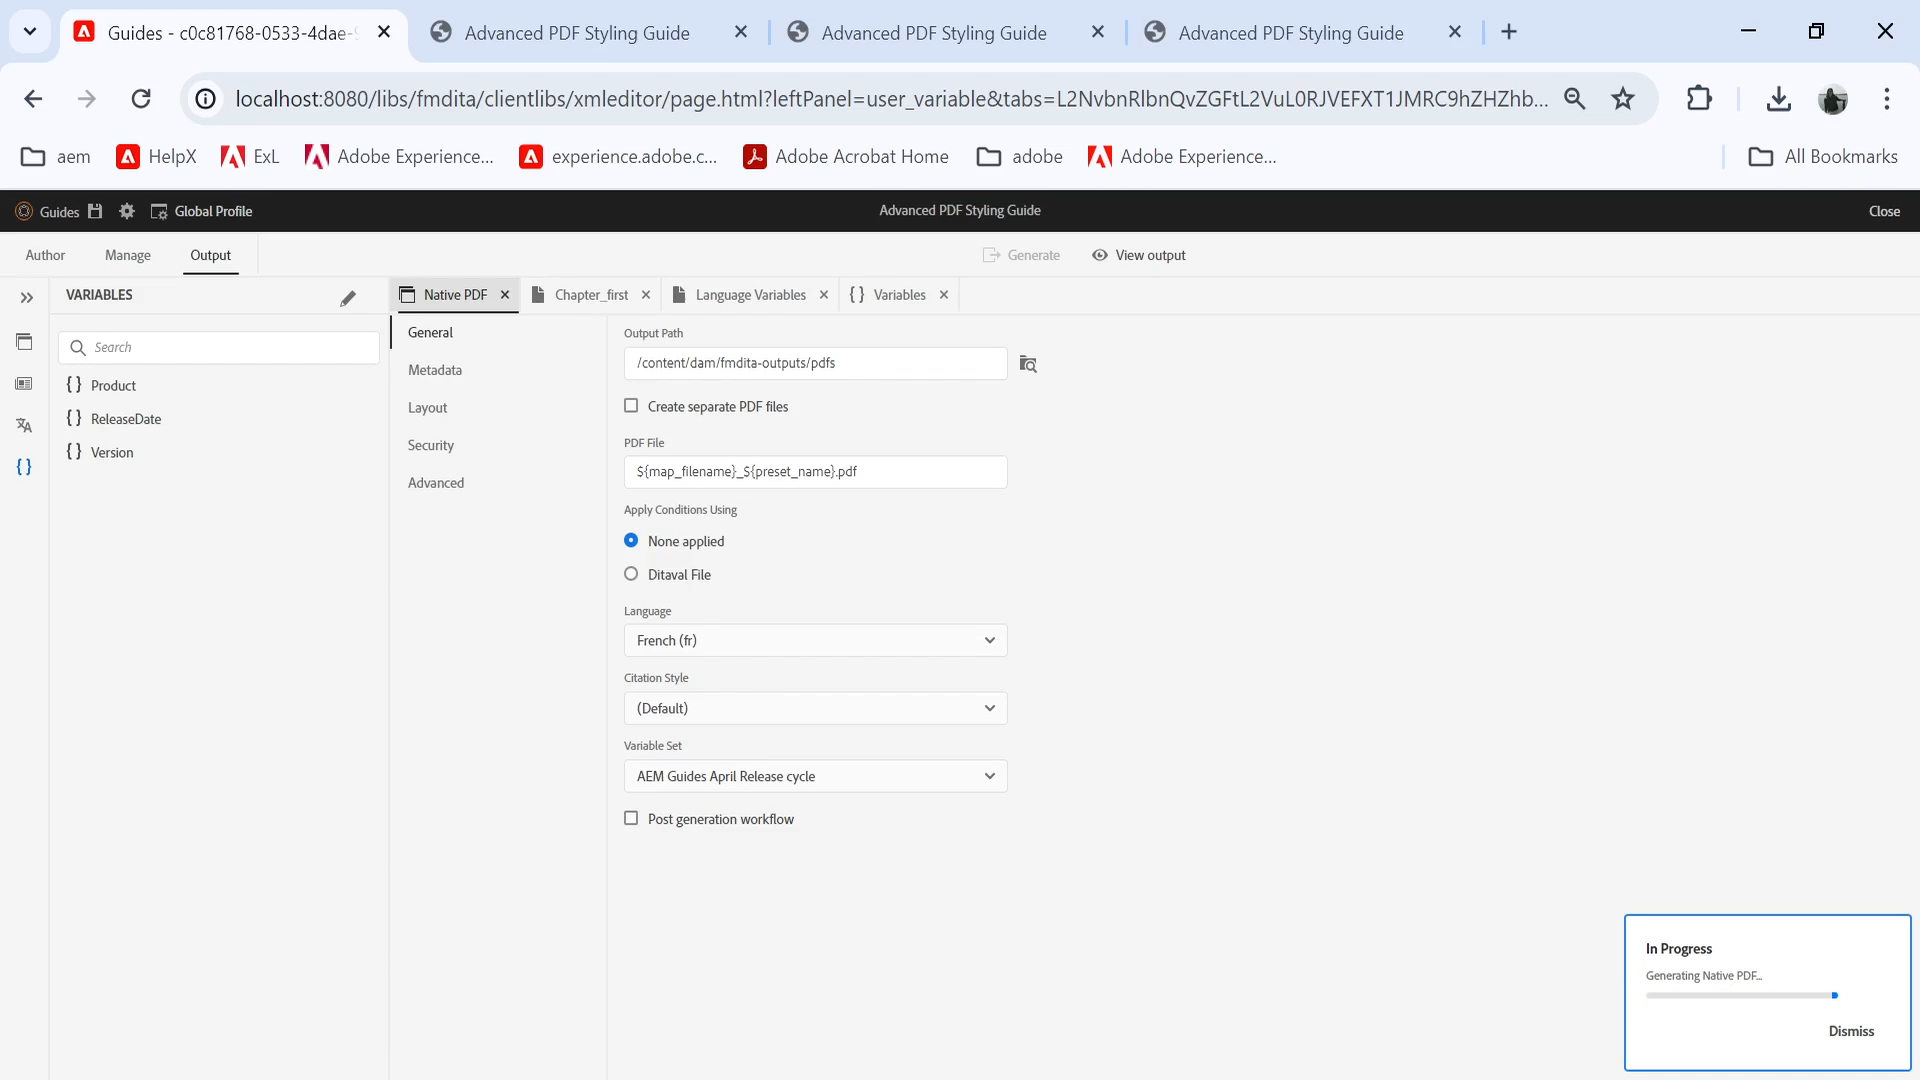 Guides - c0c81768-0533-4dae-
Advanced PDF Styling Guide
Advanced PDF Styling Guide
Advanced PDF Styling Guide
localhost:8080/libs/fmdita/clientlibs/xmleditor/page.html?leftPanel=user_variable&tabs=L2NvbnRlbnQvZGFtL2VuL0RJVEFXT1JMRC9hZHZhb...
aem HelpX ExL Adobe Experience... experience.adobe.c... Adobe Acrobat Home adobe Adobe Experience... All Bookmarks
Guides Global Profile Advanced PDF Styling Guide Close
Author Manage Output Generate View output
VARIABLES
Native PDF Chapter_first Language Variables {} Variables
Search
{} Product
{} ReleaseDate
{} Version
{}
General
Metadata
Layout
Security
Advanced
Output Path
/content/dam/fmdita-outputs/pdfs
Create separate PDF files
PDF File
${map_filename}_${preset_name}.pdf
Apply Conditions Using
None applied
Ditaval File
Language
French (fr)
Citation Style
(Default)
Variable Set
AEM Guides April Release cycle
Post generation workflow
In Progress
Generating Native PDF...
Dismiss